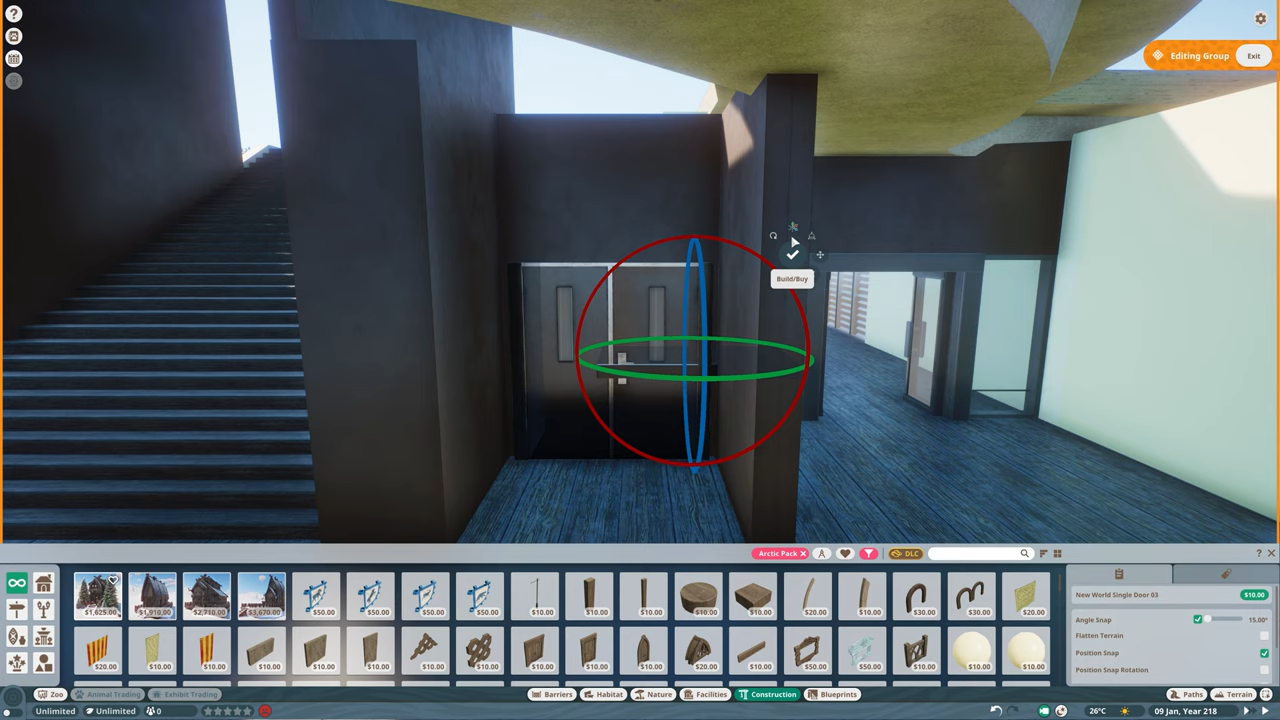 ?
Editing Group
Exit
Build/Buy
Arctic Pack ×
DLC
? ×
$1,625.00 $1,910.00 $2,710.00 $3,670.00 $50.00 $50.00 $50.00 $50.00 $10.00 $10.00 $10.00 $10.00 $10.00 $20.00 $10.00 $30.00 $30.00 $20.00
$20.00 $10.00 $10.00 $10.00 $10.00 $10.00 $10.00 $10.00 $10.00 $10.00 $10.00 $20.00 $10.00 $50.00 $50.00 $10.00 $10.00 $10.00
New World Single Door 03 $10.00
Angle Snap 15.00°
Flatten Terrain
Position Snap
Position Snap Rotation
Zoo Animal Trading Exhibit Trading Barriers Habitat Nature Facilities Construction Blueprints Paths Terrain
Unlimited Unlimited 0 26°C 09 Jan, Year 218